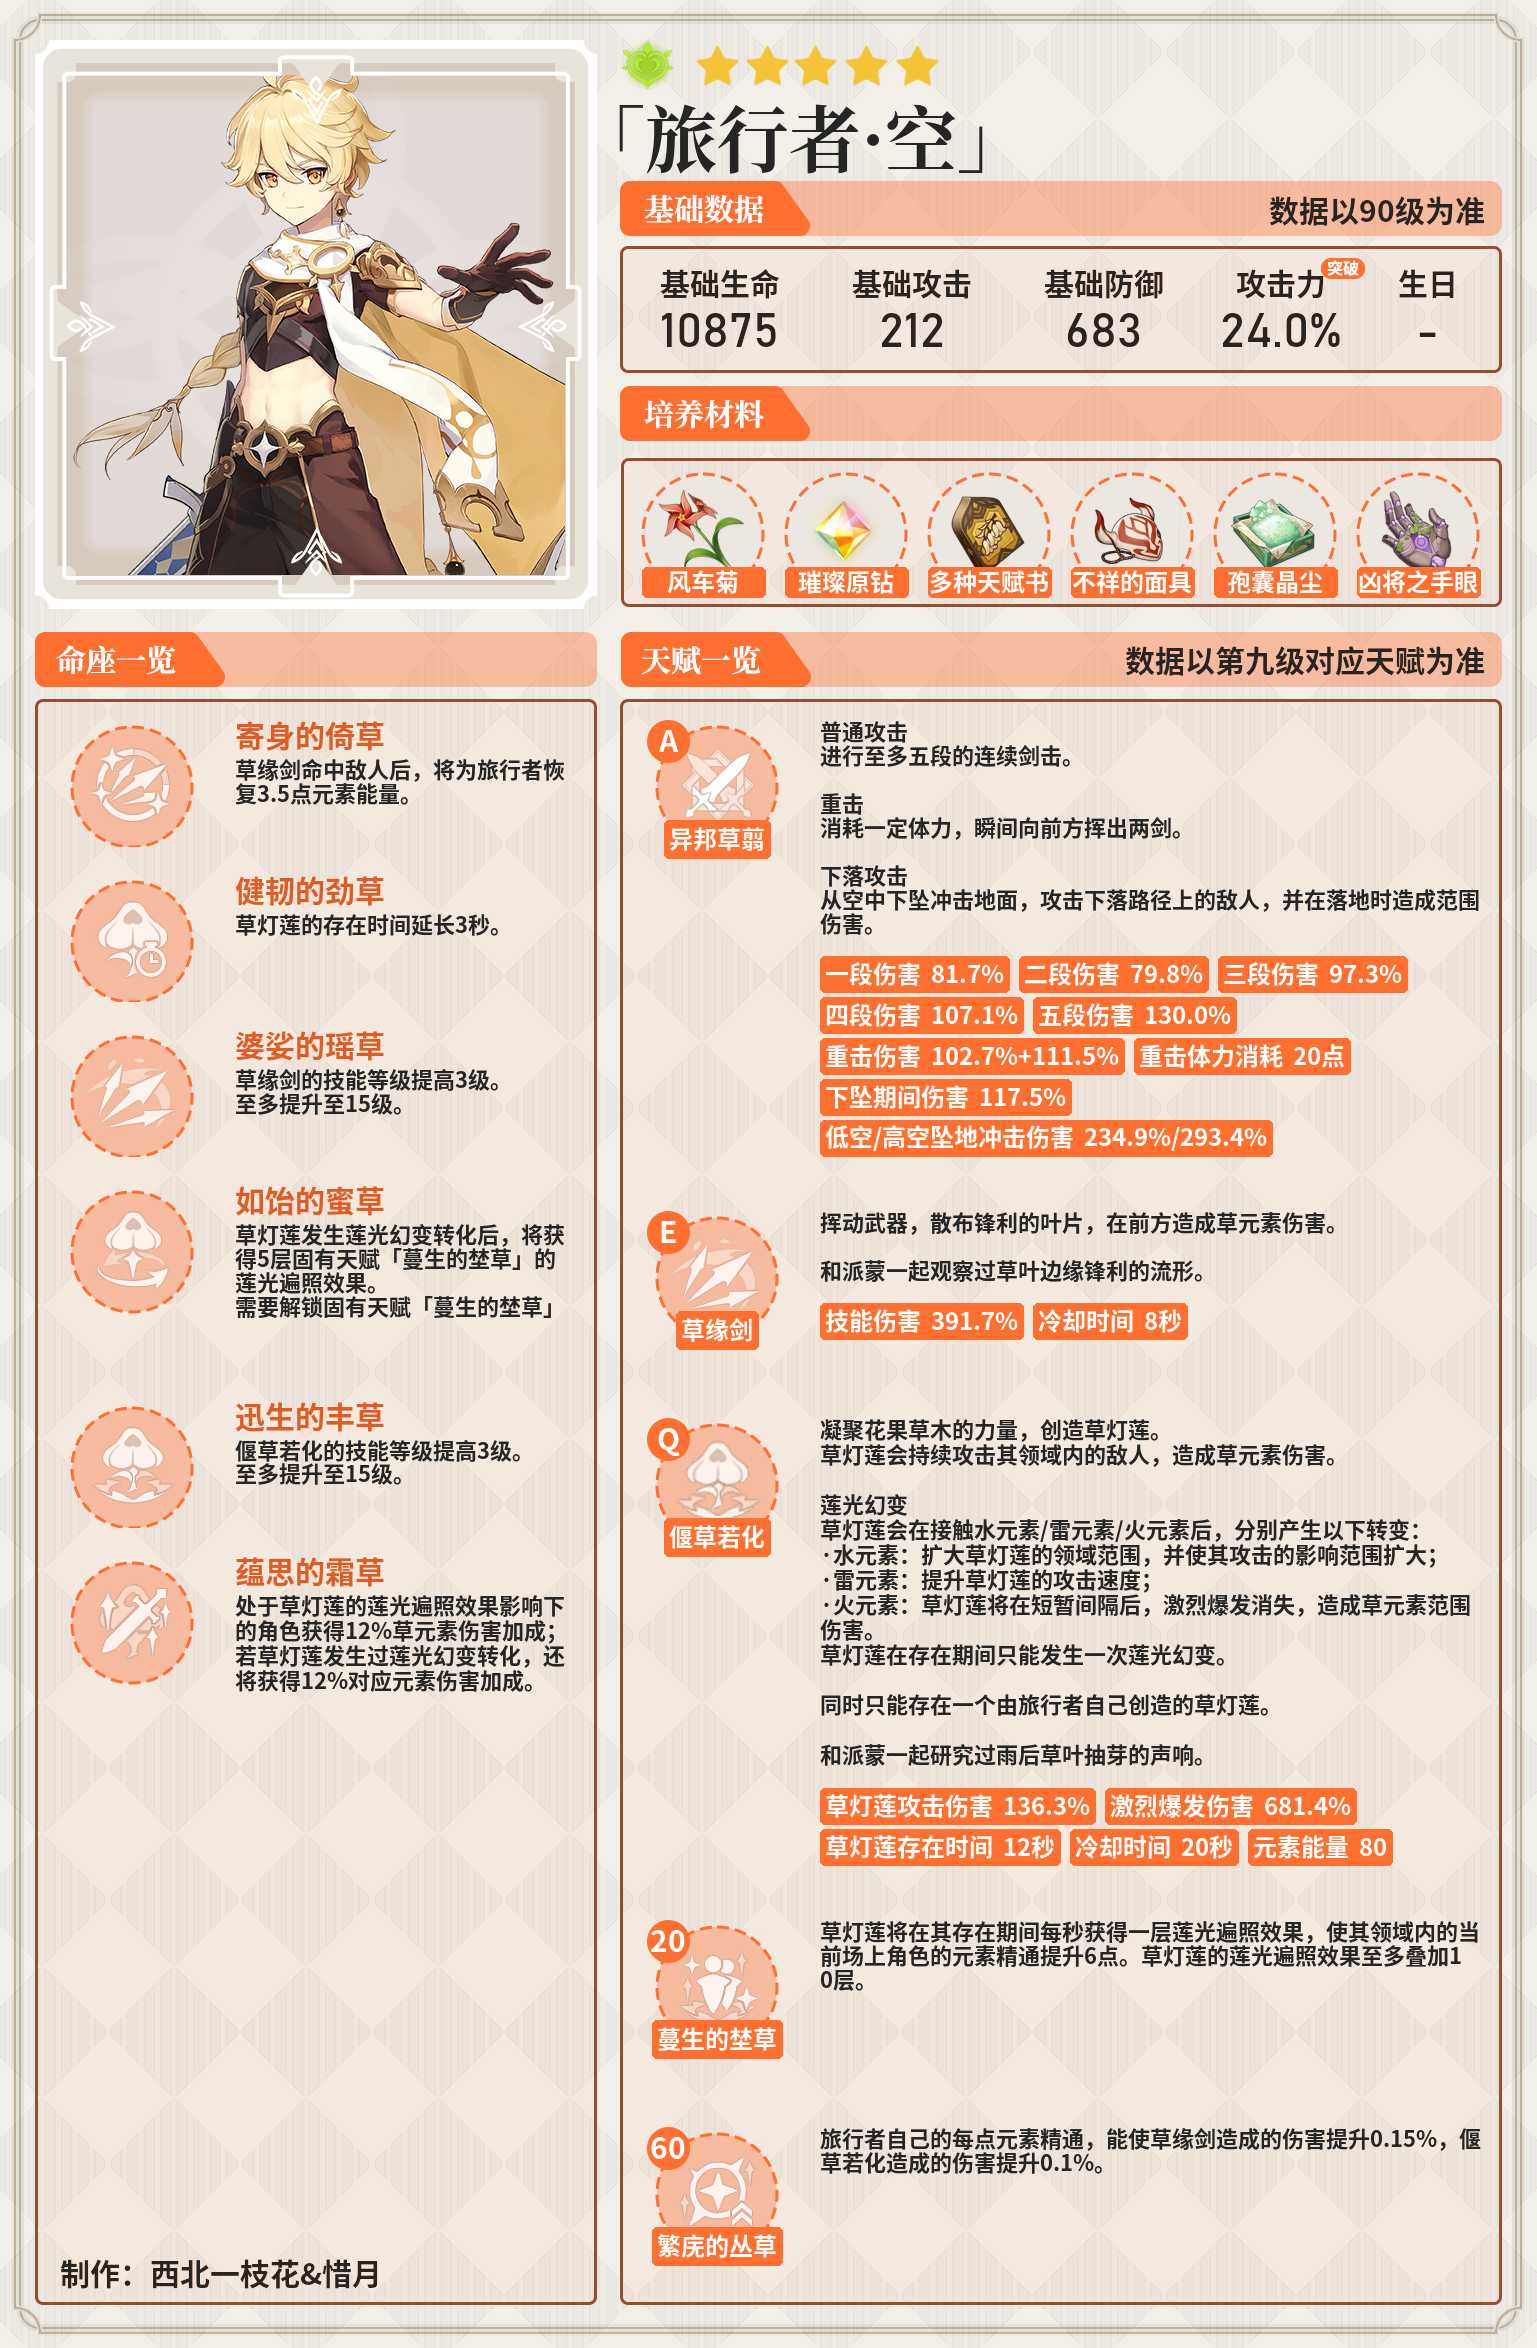 「旅行者·空」
基础数据
数据以90级为准
基础生命 基础攻击 基础防御 攻击力 突破 生日
10875 212 683 24.0% -
培养材料
风车菊 璀璨原钻 多种天赋书 不祥的面具 孢囊晶尘 凶将之手眼
命座一览
寄身的倚草
草缘剑命中敌人后，将为旅行者恢
复3.5点元素能量。
健韧的劲草
草灯莲的存在时间延长3秒。
婆娑的瑶草
草缘剑的技能等级提高3级。
至多提升至15级。
如饴的蜜草
草灯莲发生莲光幻变转化后，将获
得5层固有天赋「蔓生的埜草」的
莲光遍照效果。
需要解锁固有天赋「蔓生的埜草」
迅生的丰草
偃草若化的技能等级提高3级。
至多提升至15级。
蕴思的霜草
处于草灯莲的莲光遍照效果影响下
的角色获得12%草元素伤害加成；
若草灯莲发生过莲光幻变转化，还
将获得12%对应元素伤害加成。
制作：西北一枝花&惜月
天赋一览
数据以第九级对应天赋为准
A
异邦草翦
普通攻击
进行至多五段的连续剑击。
重击
消耗一定体力，瞬间向前方挥出两剑。
下落攻击
从空中下坠冲击地面，攻击下落路径上的敌人，并在落地时造成范围
伤害。
一段伤害 81.7% 二段伤害 79.8% 三段伤害 97.3%
四段伤害 107.1% 五段伤害 130.0%
重击伤害 102.7%+111.5% 重击体力消耗 20点
下坠期间伤害 117.5%
低空/高空坠地冲击伤害 234.9%/293.4%
E
草缘剑
挥动武器，散布锋利的叶片，在前方造成草元素伤害。
和派蒙一起观察过草叶边缘锋利的流形。
技能伤害 391.7% 冷却时间 8秒
Q
偃草若化
凝聚花果草木的力量，创造草灯莲。
草灯莲会持续攻击其领域内的敌人，造成草元素伤害。
莲光幻变
草灯莲会在接触水元素/雷元素/火元素后，分别产生以下转变：
·水元素：扩大草灯莲的领域范围，并使其攻击的影响范围扩大；
·雷元素：提升草灯莲的攻击速度；
·火元素：草灯莲将在短暂间隔后，激烈爆发消失，造成草元素范围
伤害。
草灯莲在存在期间只能发生一次莲光幻变。
同时只能存在一个由旅行者自己创造的草灯莲。
和派蒙一起研究过雨后草叶抽芽的声响。
草灯莲攻击伤害 136.3% 激烈爆发伤害 681.4%
草灯莲存在时间 12秒 冷却时间 20秒 元素能量 80
20
蔓生的埜草
草灯莲将在其存在期间每秒获得一层莲光遍照效果，使其领域内的当
前场上角色的元素精通提升6点。草灯莲的莲光遍照效果至多叠加1
0层。
60
繁庑的丛草
旅行者自己的每点元素精通，能使草缘剑造成的伤害提升0.15%，偃
草若化造成的伤害提升0.1%。